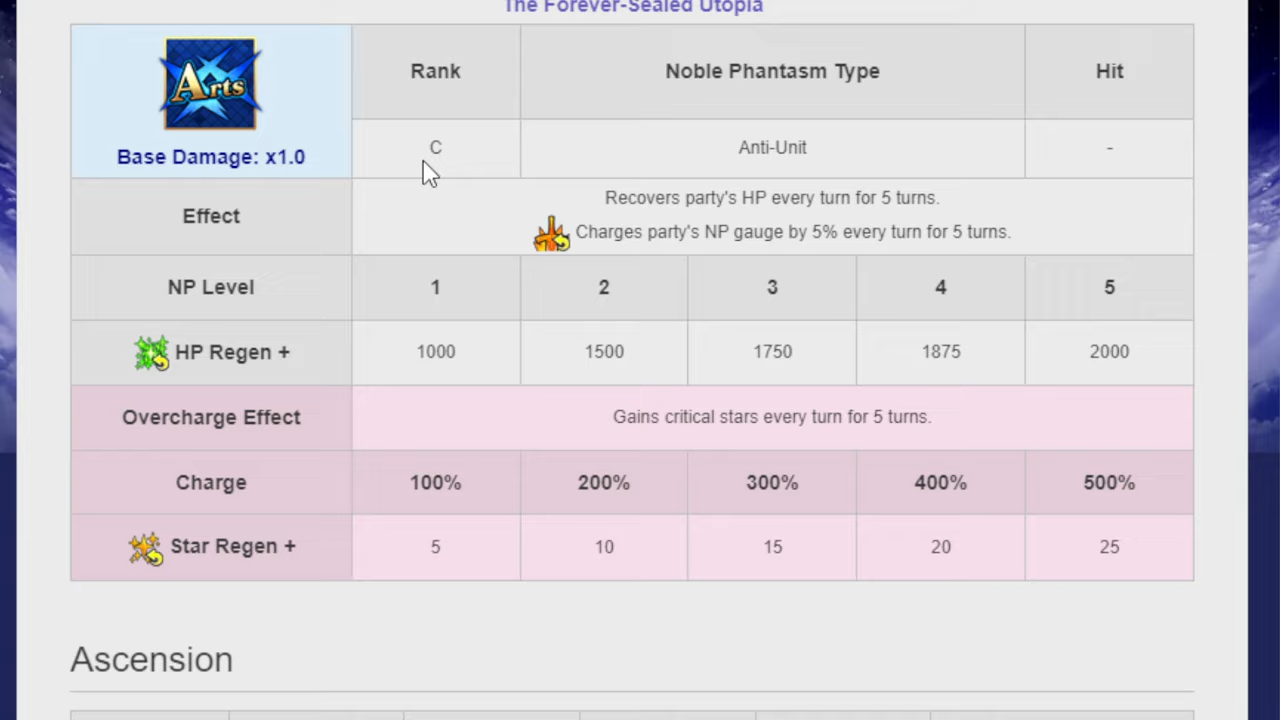 The Forever-Sealed Utopia
Arts
Base Damage: x1.0
Rank
Noble Phantasm Type
Hit
C
Anti-Unit
-
Effect
Recovers party's HP every turn for 5 turns.
Charges party's NP gauge by 5% every turn for 5 turns.
NP Level
1
2
3
4
5
HP Regen +
1000
1500
1750
1875
2000
Overcharge Effect
Gains critical stars every turn for 5 turns.
Charge
100%
200%
300%
400%
500%
Star Regen +
5
10
15
20
25
Ascension